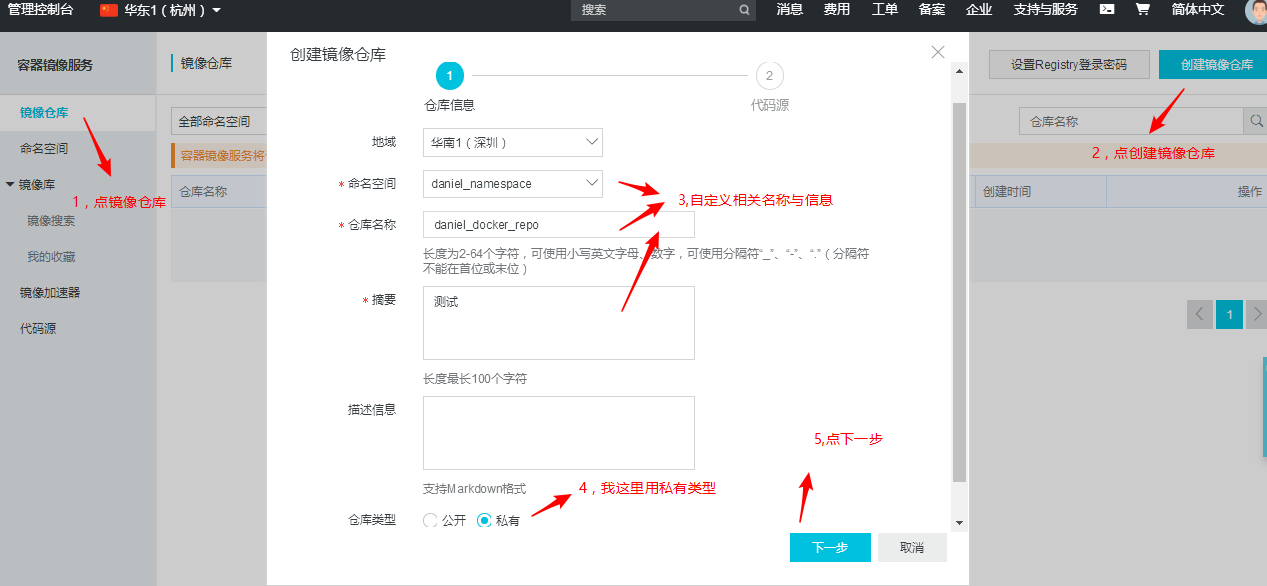 管理控制台
华东1（杭州）
搜索
消息
费用
工单
备案
企业
支持与服务
简体中文
容器镜像服务
镜像仓库
命名空间
镜像库
镜像搜索
我的收藏
镜像加速器
代码源
1，点镜像仓库
镜像仓库
设置Registry登录密码
创建镜像仓库
全部命名空间
仓库名称
容器镜像服务将
2，点创建镜像仓库
仓库名称
创建时间
操作
1
创建镜像仓库
1
2
仓库信息
代码源
地域
华南1（深圳）
* 命名空间
daniel_namespace
3,自定义相关名称与信息
* 仓库名称
daniel_docker_repo
长度为2-64个字符，可使用小写英文字母、数字，可使用分隔符“_”、“-”、“.”（分隔符
不能在首位或末位）
* 摘要
测试
长度最长100个字符
描述信息
5,点下一步
支持Markdown格式
4，我这里用私有类型
仓库类型
公开
私有
下一步
取消